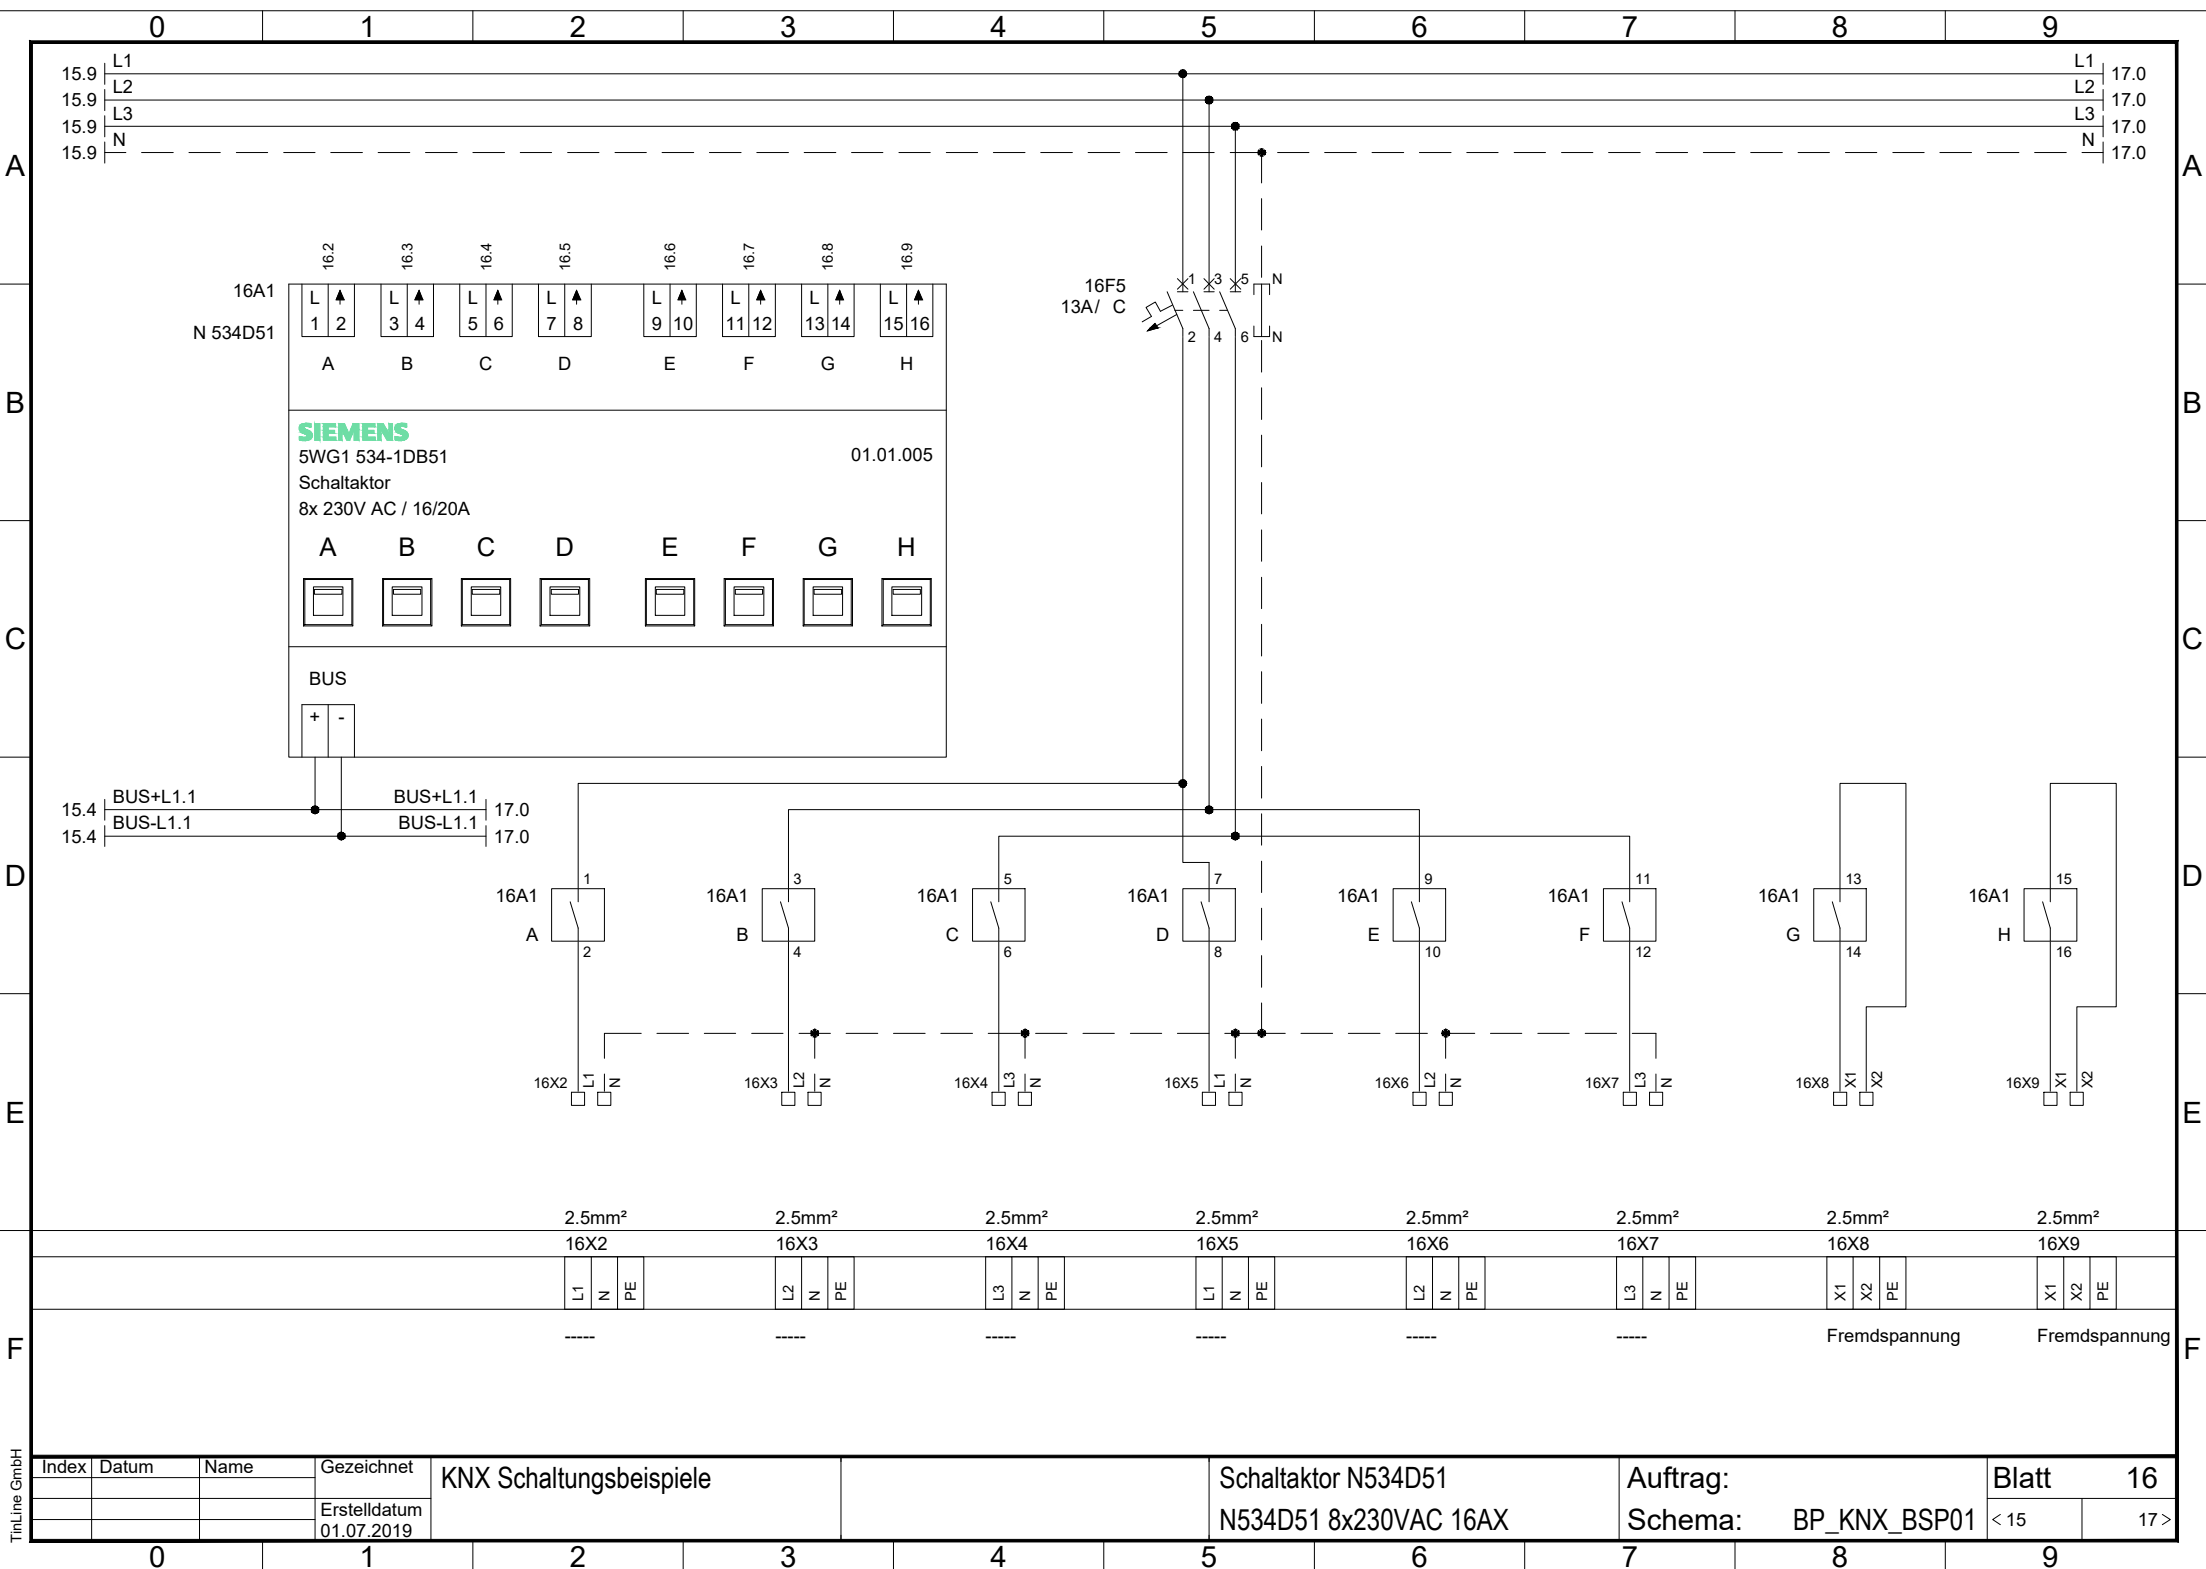 0 1 2 3 4 5 6 7 8 9
15.9 L1 L1 17.0
15.9 L2 L2 17.0
15.9 L3 L3 17.0
15.9 N N 17.0
A A
16.2 16.3 16.4 16.5 16.6 16.7 16.8 16.9
16A1
N 534D51
L L L L L L L L
1 2 3 4 5 6 7 8 9 10 11 12 13 14 15 16
A B C D E F G H
16F5
13A/ C
1 3 5 N
2 4 6 N
B B
SIEMENS
5WG1 534-1DB51 01.01.005
Schaltaktor
8x 230V AC / 16/20A
A B C D E F G H
C C
BUS
+ -
15.4 BUS+L1.1 BUS+L1.1 17.0
15.4 BUS-L1.1 BUS-L1.1 17.0
D D
1 3 5 7 9 11 13 15
16A1 16A1 16A1 16A1 16A1 16A1 16A1 16A1
A B C D E F G H
2 4 6 8 10 12 14 16
16X2 L1 N 16X3 L2 N 16X4 L3 N 16X5 L1 N 16X6 L2 N 16X7 L3 N 16X8 X1 X2 16X9 X1 X2
E E
2.5mm² 2.5mm² 2.5mm² 2.5mm² 2.5mm² 2.5mm² 2.5mm² 2.5mm²
16X2 16X3 16X4 16X5 16X6 16X7 16X8 16X9
L1 N PE L2 N PE L3 N PE L1 N PE L2 N PE L3 N PE X1 X2 PE X1 X2 PE
----- ----- ----- ----- ----- ----- Fremdspannung Fremdspannung
F F
TinLine GmbH
Index Datum Name Gezeichnet
Erstelldatum
01.07.2019
KNX Schaltungsbeispiele
Schaltaktor N534D51
N534D51 8x230VAC 16AX
Auftrag:
Schema: BP_KNX_BSP01
Blatt 16
< 15 17 >
0 1 2 3 4 5 6 7 8 9